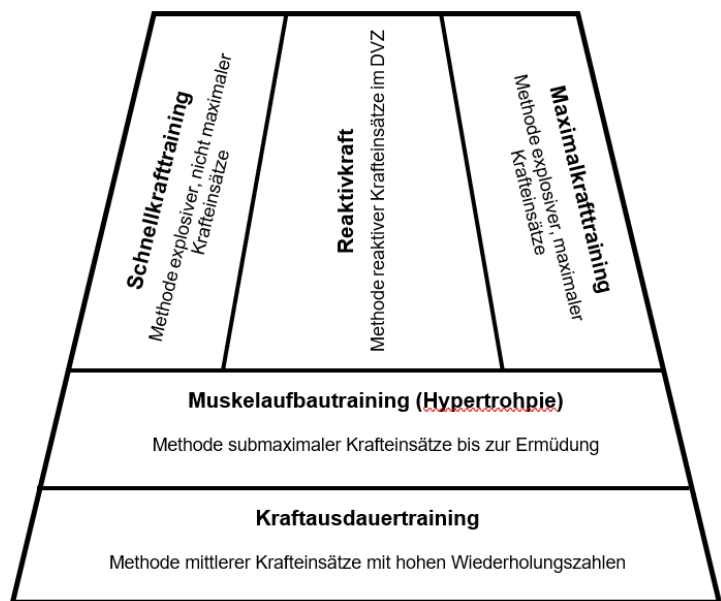 Schnellkrafttraining
Methode explosiver, nicht maximaler
Krafteinsätze
Reaktivkraft
Methode reaktiver Krafteinsätze im DVZ
Maximalkrafttraining
Methode explosiver, maximaler
Krafteinsätze
Muskelaufbautraining (Hypertrohpie)
Methode submaximaler Krafteinsätze bis zur Ermüdung
Kraftausdauertraining
Methode mittlerer Krafteinsätze mit hohen Wiederholungszahlen